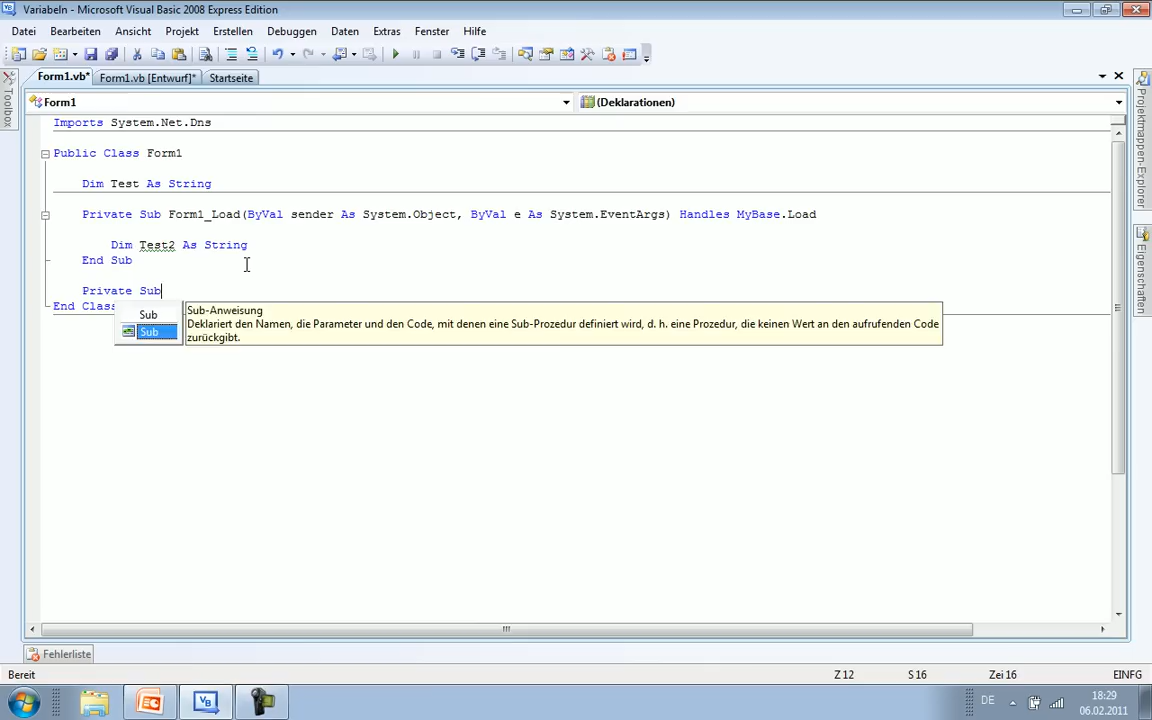 Variabeln - Microsoft Visual Basic 2008 Express Edition
Datei Bearbeiten Ansicht Projekt Erstellen Debuggen Daten Extras Fenster Hilfe
Form1.vb* Form1.vb [Entwurf]* Startseite
Form1 (Deklarationen)
Toolbox
Projektmappen-Explorer
Eigenschaften
Imports System.Net.Dns
Public Class Form1
Dim Test As String
Private Sub Form1_Load(ByVal sender As System.Object, ByVal e As System.EventArgs) Handles MyBase.Load
Dim Test2 As String
End Sub
Private Sub
End Class
Sub
Sub
Sub-Anweisung
Deklariert den Namen, die Parameter und den Code, mit denen eine Sub-Prozedur definiert wird, d. h. eine Prozedur, die keinen Wert an den aufrufenden Code
zurückgibt.
Fehlerliste
Bereit Z 12 S 16 Zei 16 EINFG
DE 18:29
06.02.2011